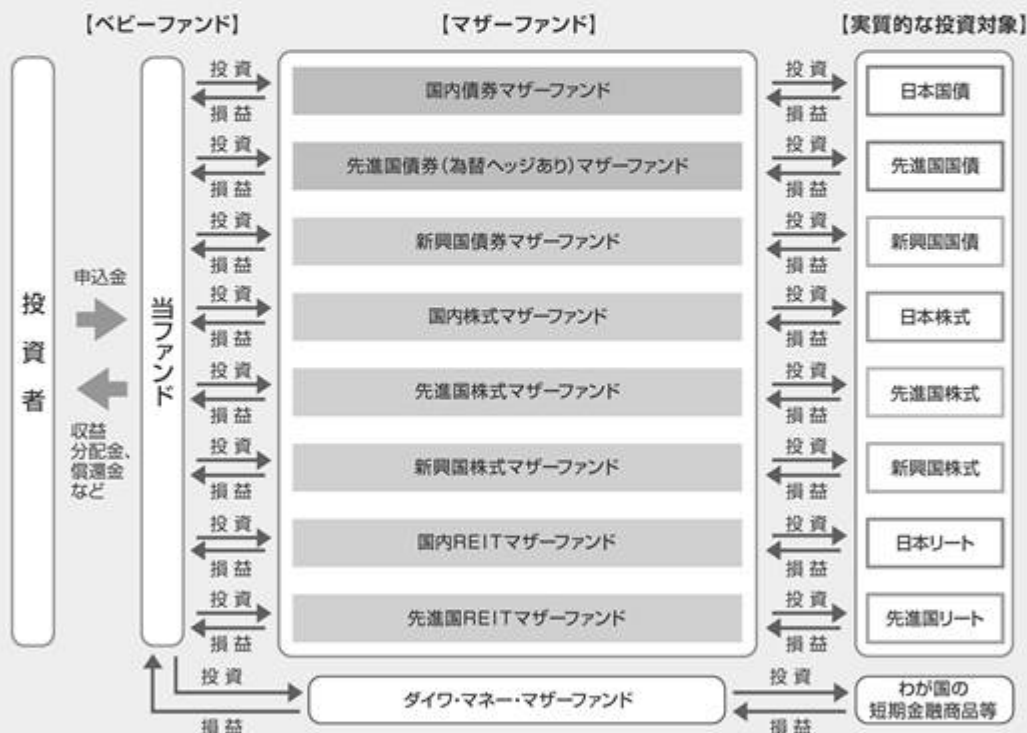 【ベビーファンド】
【マザーファンド】
【実質的な投資対象】
投資者
申込金
収益
分配金、
償還金
など
当ファンド
投資
損益
国内債券マザーファンド
投資
損益
日本国債
投資
損益
先進国債券(為替ヘッジあり)マザーファンド
投資
損益
先進国国債
投資
損益
新興国債券マザーファンド
投資
損益
新興国国債
投資
損益
国内株式マザーファンド
投資
損益
日本株式
投資
損益
先進国株式マザーファンド
投資
損益
先進国株式
投資
損益
新興国株式マザーファンド
投資
損益
新興国株式
投資
損益
国内REITマザーファンド
投資
損益
日本リート
投資
損益
先進国REITマザーファンド
投資
損益
先進国リート
投資
損益
ダイワ・マネー・マザーファンド
投資
損益
わが国の
短期金融商品等